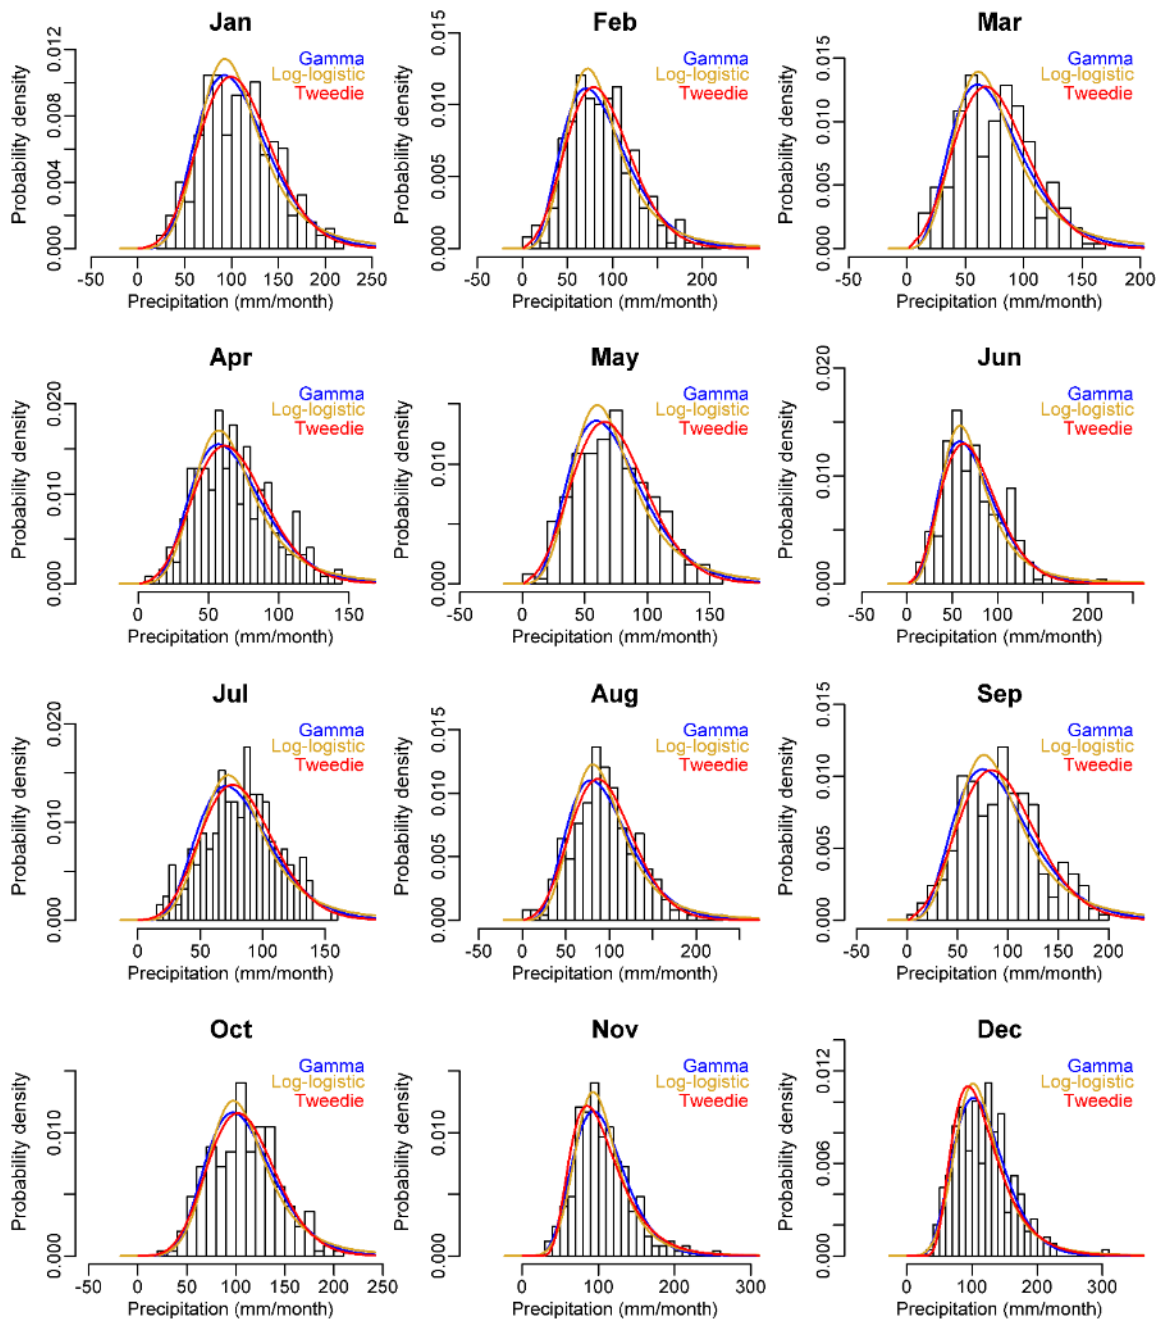 Jan
Probability density
0.000 0.004 0.008 0.012
Gamma
Log-logistic
Tweedie
-50 0 50 100 150 200 250
Precipitation (mm/month)
Feb
Probability density
0.000 0.005 0.010 0.015
Gamma
Log-logistic
Tweedie
-50 0 50 100 200
Precipitation (mm/month)
Mar
Probability density
0.000 0.005 0.010 0.015
Gamma
Log-logistic
Tweedie
-50 0 50 100 150 200
Precipitation (mm/month)
Apr
Probability density
0.000 0.010 0.020
Gamma
Log-logistic
Tweedie
0 50 100 150
Precipitation (mm/month)
May
Probability density
0.000 0.010
Gamma
Log-logistic
Tweedie
-50 0 50 100 150
Precipitation (mm/month)
Jun
Probability density
0.000 0.010 0.020
Gamma
Log-logistic
Tweedie
-50 0 50 100 200
Precipitation (mm/month)
Jul
Probability density
0.000 0.010 0.020
Gamma
Log-logistic
Tweedie
0 50 100 150
Precipitation (mm/month)
Aug
Probability density
0.000 0.005 0.010 0.015
Gamma
Log-logistic
Tweedie
-50 0 50 100 200
Precipitation (mm/month)
Sep
Probability density
0.000 0.005 0.010 0.015
Gamma
Log-logistic
Tweedie
-50 0 50 100 200
Precipitation (mm/month)
Oct
Probability density
0.000 0.010
Gamma
Log-logistic
Tweedie
-50 0 50 100 150 200 250
Precipitation (mm/month)
Nov
Probability density
0.000 0.010
Gamma
Log-logistic
Tweedie
0 100 200 300
Precipitation (mm/month)
Dec
Probability density
0.000 0.006 0.012
Gamma
Log-logistic
Tweedie
0 100 200 300
Precipitation (mm/month)